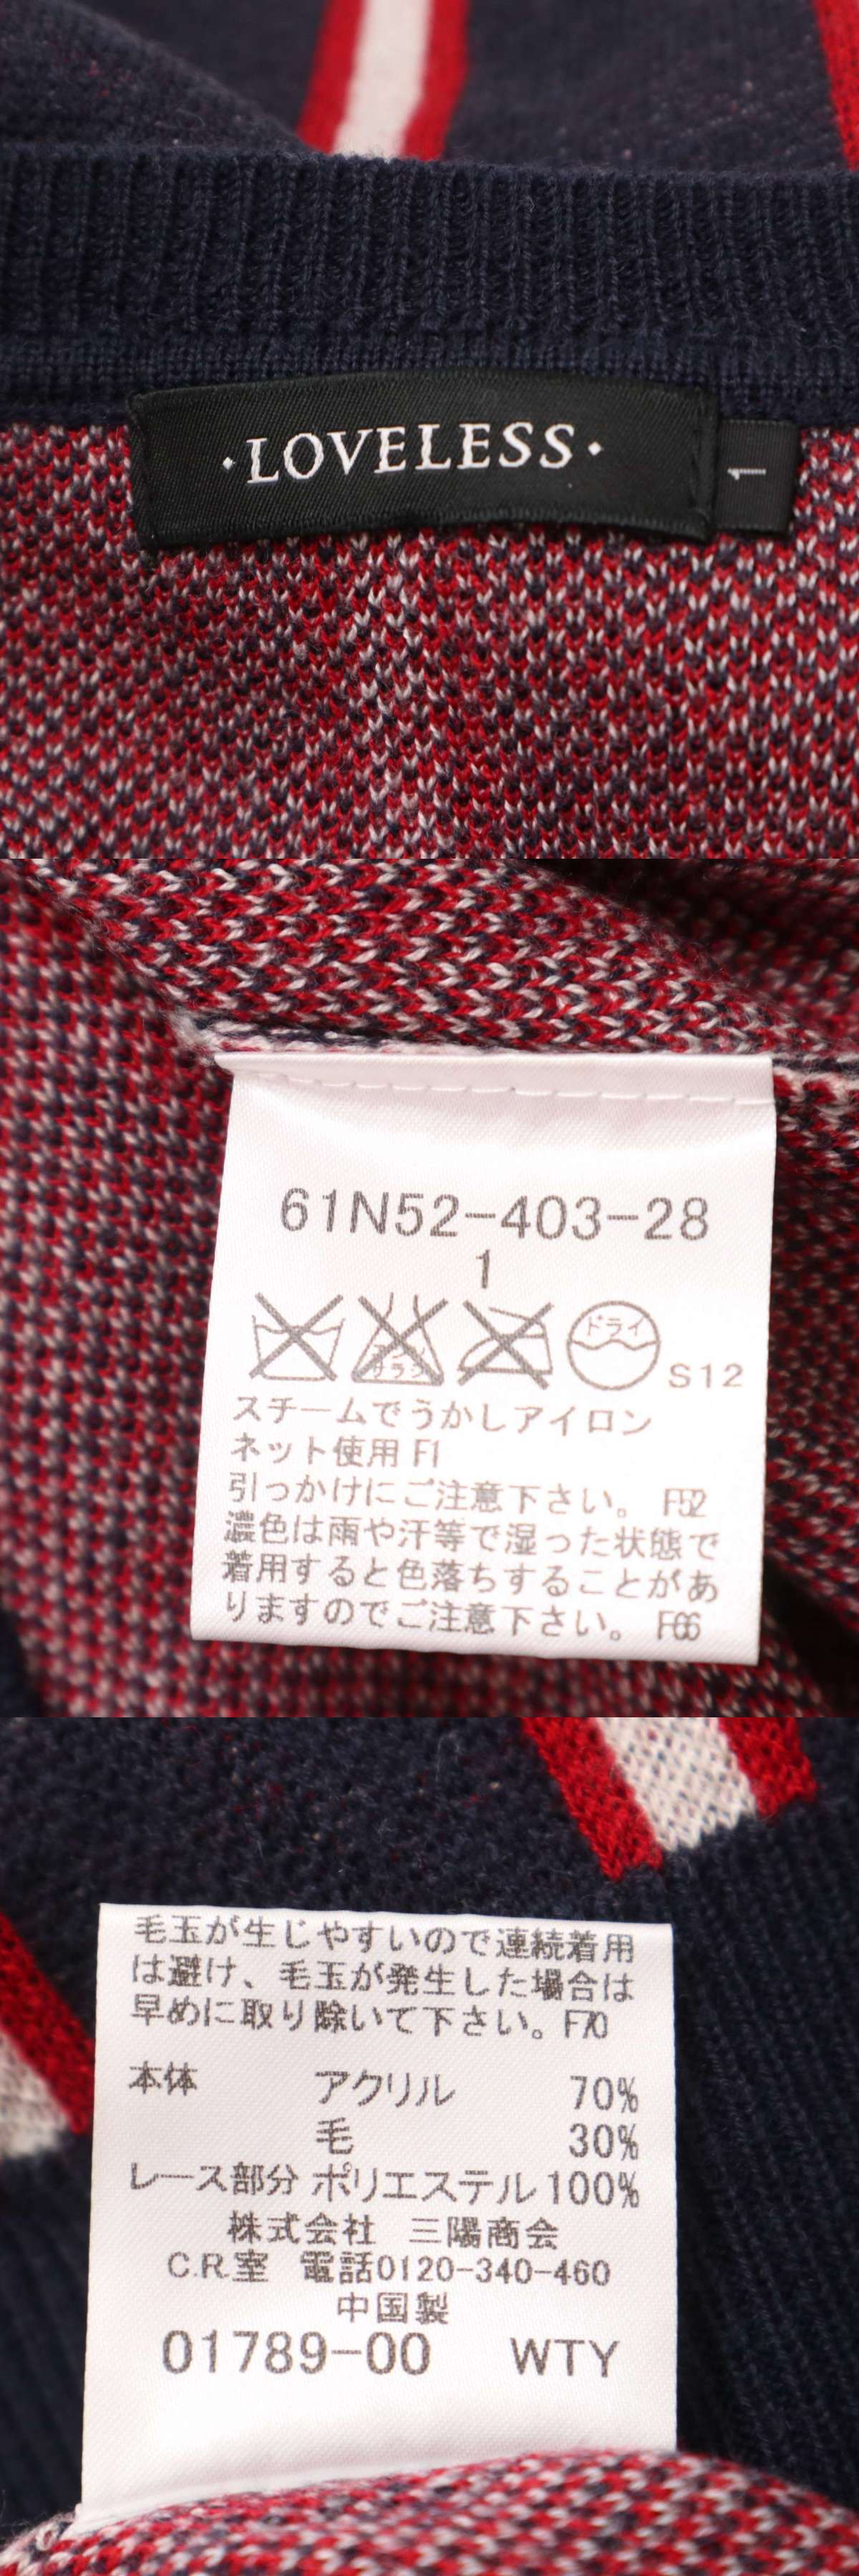 ·LOVELESS·
1
61N52-403-28
1
ドライ
サラシ
S12
スチームでうかしアイロン
ネット使用 F1
引っかけにご注意下さい。 F52
濃色は雨や汗等で湿った状態で
着用すると色落ちすることがあ
りますのでご注意下さい。 F66
毛玉が生じやすいので連続着用
は避け、毛玉が発生した場合は
早めに取り除いて下さい。F70
本体 アクリル 70%
毛 30%
レース部分 ポリエステル 100%
株式会社 三陽商会
C.R.室 電話0120-340-460
中国製
01789-00 WTY